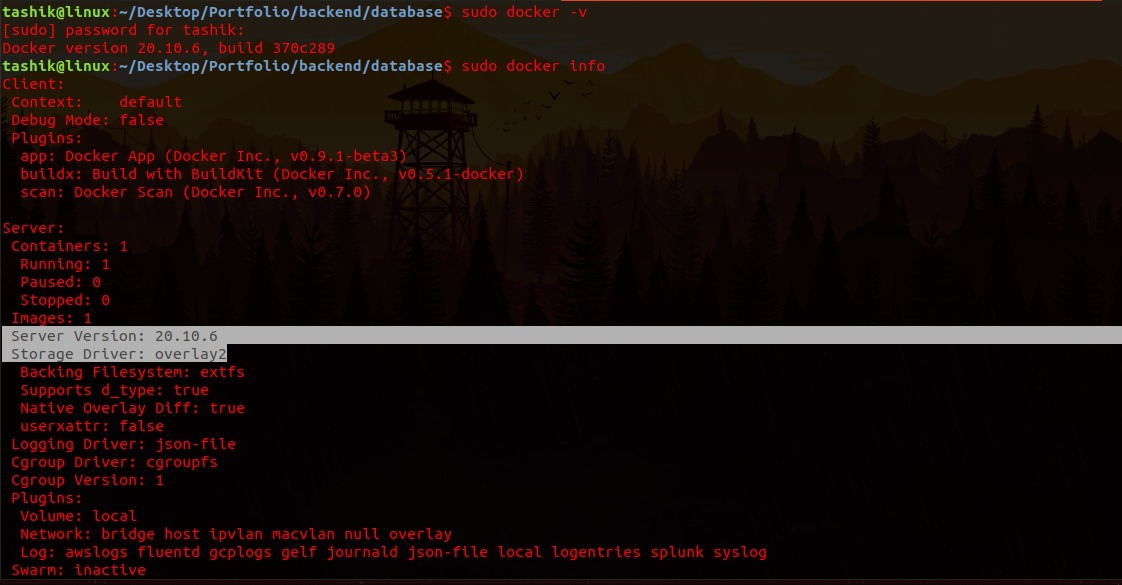 tashik@linux:~/Desktop/Portfolio/backend/database$ sudo docker -v
[sudo] password for tashik:
Docker version 20.10.6, build 370c289
tashik@linux:~/Desktop/Portfolio/backend/database$ sudo docker info
Client:
 Context:    default
 Debug Mode: false
 Plugins:
  app: Docker App (Docker Inc., v0.9.1-beta3)
  buildx: Build with BuildKit (Docker Inc., v0.5.1-docker)
  scan: Docker Scan (Docker Inc., v0.7.0)

Server:
 Containers: 1
  Running: 1
  Paused: 0
  Stopped: 0
 Images: 1
 Server Version: 20.10.6
 Storage Driver: overlay2
  Backing Filesystem: extfs
  Supports d_type: true
  Native Overlay Diff: true
  userxattr: false
 Logging Driver: json-file
 Cgroup Driver: cgroupfs
 Cgroup Version: 1
 Plugins:
  Volume: local
  Network: bridge host ipvlan macvlan null overlay
  Log: awslogs fluentd gcplogs gelf journald json-file local logentries splunk syslog
 Swarm: inactive